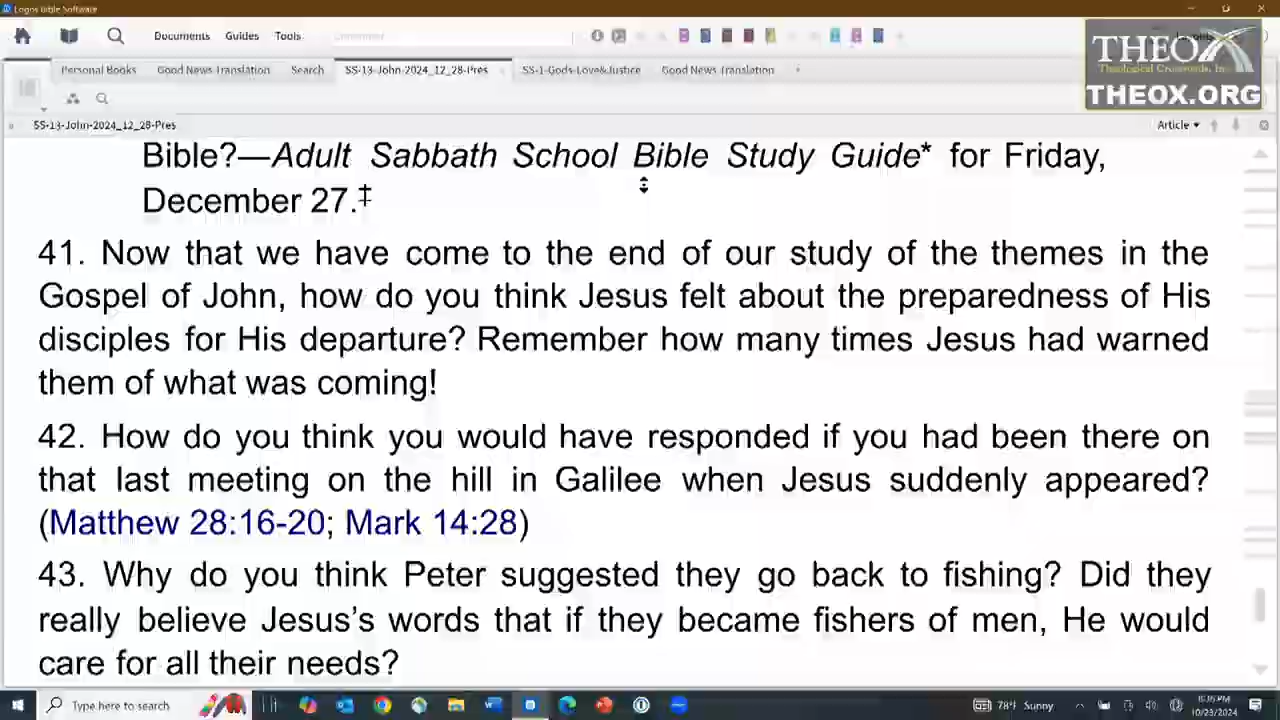 Logos Bible Software
Documents Guides Tools
THEOX
Theological Crossroads, Inc.
THEOX.ORG
Personal Books Good News Translation Search SS-13-John-2024_12_28-Pres SS-1-Gods-Love&Justice Good News Translation +
SS-13-John-2024_12_28-Pres Article
Bible?—Adult Sabbath School Bible Study Guide* for Friday,
December 27.‡
41. Now that we have come to the end of our study of the themes in the
Gospel of John, how do you think Jesus felt about the preparedness of His
disciples for His departure? Remember how many times Jesus had warned
them of what was coming!
42. How do you think you would have responded if you had been there on
that last meeting on the hill in Galilee when Jesus suddenly appeared?
(Matthew 28:16-20; Mark 14:28)
43. Why do you think Peter suggested they go back to fishing? Did they
really believe Jesus's words that if they became fishers of men, He would
care for all their needs?
Type here to search
78°F Sunny
10/23/2024